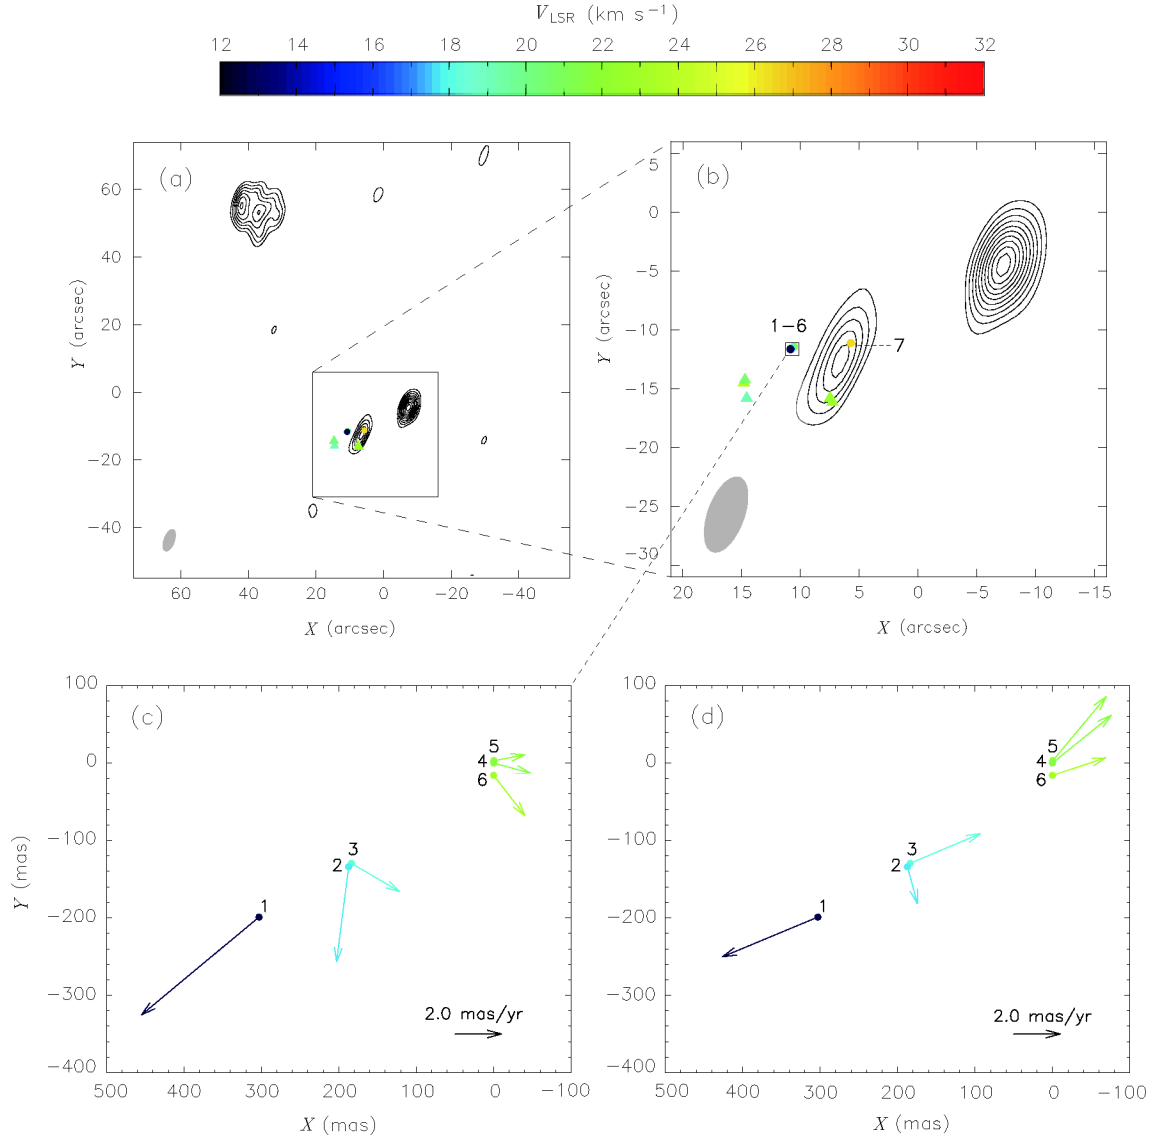 V_LSR (km s⁻¹)
12 14 16 18 20 22 24 26 28 30 32
(a)
60
40
20
0
−20
−40
Y (arcsec)
60 40 20 0 −20 −40
X (arcsec)
(b)
5
0
−5
−10
−15
−20
−25
−30
Y (arcsec)
1−6
7
20 15 10 5 0 −5 −10 −15
X (arcsec)
(c)
100
0
−100
−200
−300
−400
Y (mas)
5
4
6
3
2
1
2.0 mas/yr
500 400 300 200 100 0 −100
X (mas)
(d)
100
0
−100
−200
−300
−400
5
4
6
3
2
1
2.0 mas/yr
500 400 300 200 100 0 −100
X (mas)